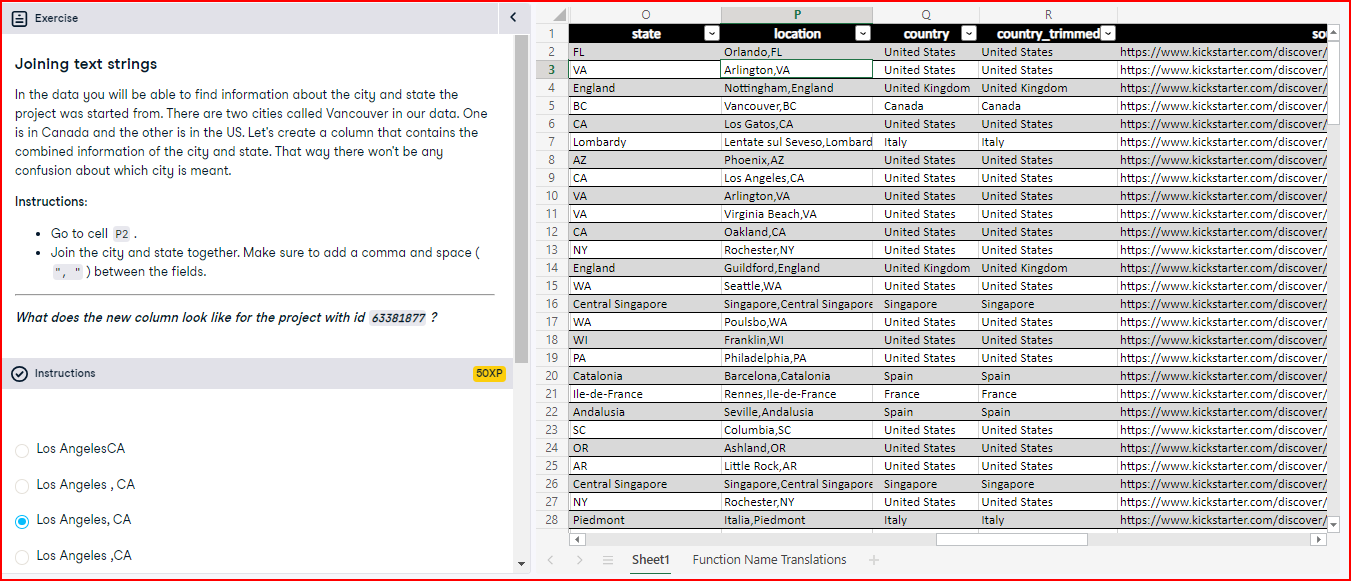 Exercise
Joining text strings
In the data you will be able to find information about the city and state the
project was started from. There are two cities called Vancouver in our data. One
is in Canada and the other is in the US. Let's create a column that contains the
combined information of the city and state. That way there won't be any
confusion about which city is meant.
Instructions:
Go to cell P2 .
Join the city and state together. Make sure to add a comma and space (
", " ) between the fields.
What does the new column look like for the project with id 63381877 ?
Instructions 50XP
Los AngelesCA
Los Angeles , CA
Los Angeles, CA
Los Angeles ,CA
O P Q R
1 state location country country_trimmed so
2 FL Orlando,FL United States United States https://www.kickstarter.com/discover/
3 VA Arlington,VA United States United States https://www.kickstarter.com/discover/
4 England Nottingham,England United Kingdom United Kingdom https://www.kickstarter.com/discover/
5 BC Vancouver,BC Canada Canada https://www.kickstarter.com/discover/
6 CA Los Gatos,CA United States United States https://www.kickstarter.com/discover/
7 Lombardy Lentate sul Seveso,Lombard Italy Italy https://www.kickstarter.com/discover/
8 AZ Phoenix,AZ United States United States https://www.kickstarter.com/discover/
9 CA Los Angeles,CA United States United States https://www.kickstarter.com/discover/
10 VA Arlington,VA United States United States https://www.kickstarter.com/discover/
11 VA Virginia Beach,VA United States United States https://www.kickstarter.com/discover/
12 CA Oakland,CA United States United States https://www.kickstarter.com/discover/
13 NY Rochester,NY United States United States https://www.kickstarter.com/discover/
14 England Guildford,England United Kingdom United Kingdom https://www.kickstarter.com/discover/
15 WA Seattle,WA United States United States https://www.kickstarter.com/discover/
16 Central Singapore Singapore,Central Singapore Singapore Singapore https://www.kickstarter.com/discover/
17 WA Poulsbo,WA United States United States https://www.kickstarter.com/discover/
18 WI Franklin,WI United States United States https://www.kickstarter.com/discover/
19 PA Philadelphia,PA United States United States https://www.kickstarter.com/discover/
20 Catalonia Barcelona,Catalonia Spain Spain https://www.kickstarter.com/discover/
21 Ile-de-France Rennes,Ile-de-France France France https://www.kickstarter.com/discover/
22 Andalusia Seville,Andalusia Spain Spain https://www.kickstarter.com/discover/
23 SC Columbia,SC United States United States https://www.kickstarter.com/discover/
24 OR Ashland,OR United States United States https://www.kickstarter.com/discover/
25 AR Little Rock,AR United States United States https://www.kickstarter.com/discover/
26 Central Singapore Singapore,Central Singapore Singapore Singapore https://www.kickstarter.com/discover/
27 NY Rochester,NY United States United States https://www.kickstarter.com/discover/
28 Piedmont Italia,Piedmont Italy Italy https://www.kickstarter.com/discover/
Sheet1 Function Name Translations